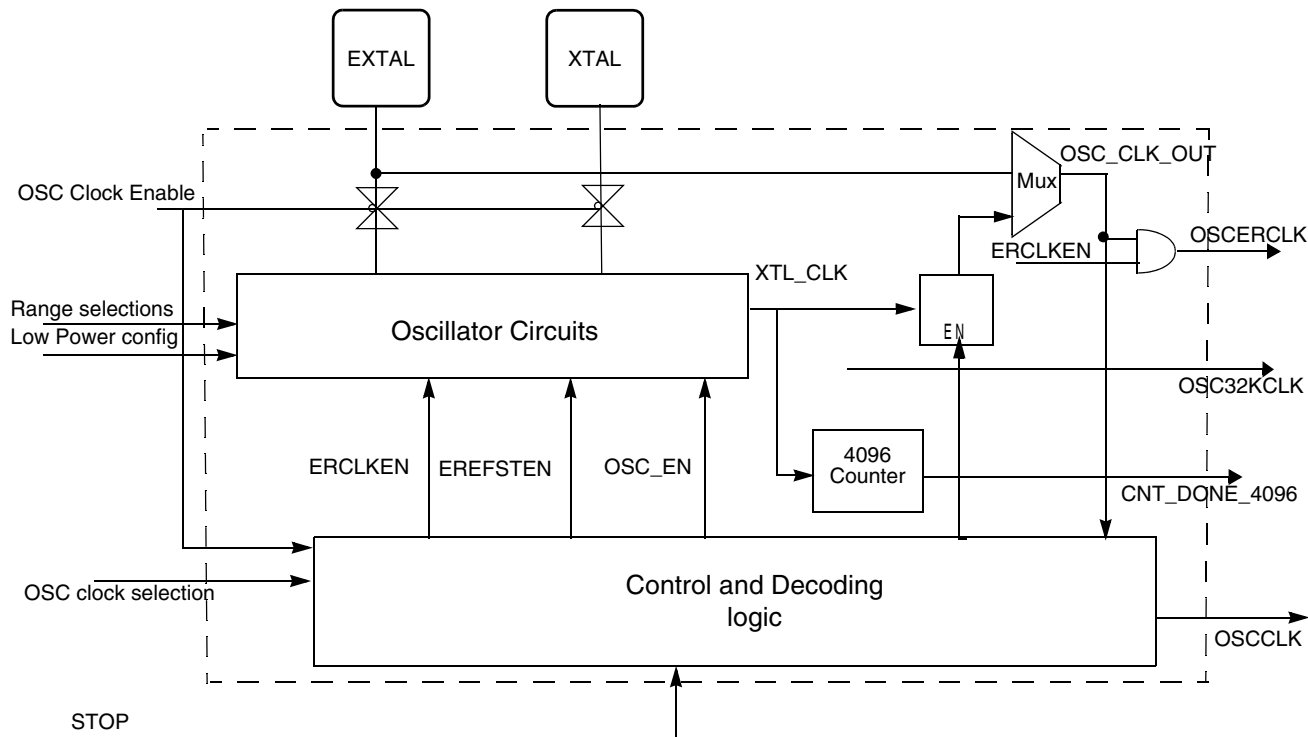 EXTAL
XTAL
OSC_CLK_OUT
Mux
OSC Clock Enable
ERCLKEN
OSCERCLK
XTL_CLK
Range selections
Oscillator Circuits
Low Power config
EN
OSC32KCLK
ERCLKEN
EREFSTEN
OSC_EN
4096
Counter
CNT_DONE_4096
OSC clock selection
Control and Decoding
logic
OSCCLK
STOP